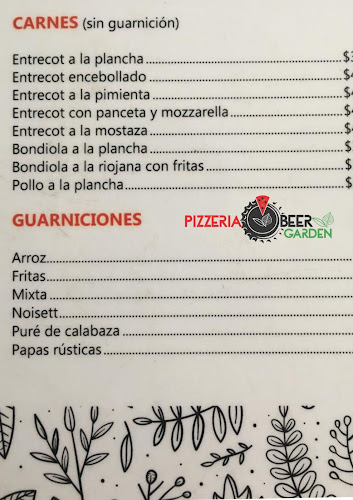 CARNES (sin guarnición)
Entrecot a la plancha.......$
Entrecot encebollado.......$
Entrecot a la pimienta.......$
Entrecot con panceta y mozzarella.......$
Entrecot a la mostaza.......$
Bondiola a la plancha.......$
Bondiola a la riojana con fritas.......$
Pollo a la plancha.......$
GUARNICIONES
PIZZERIA BEER
GARDEN
Arroz.......
Fritas.......
Mixta.......
Noisett.......
Puré de calabaza.......
Papas rústicas.......